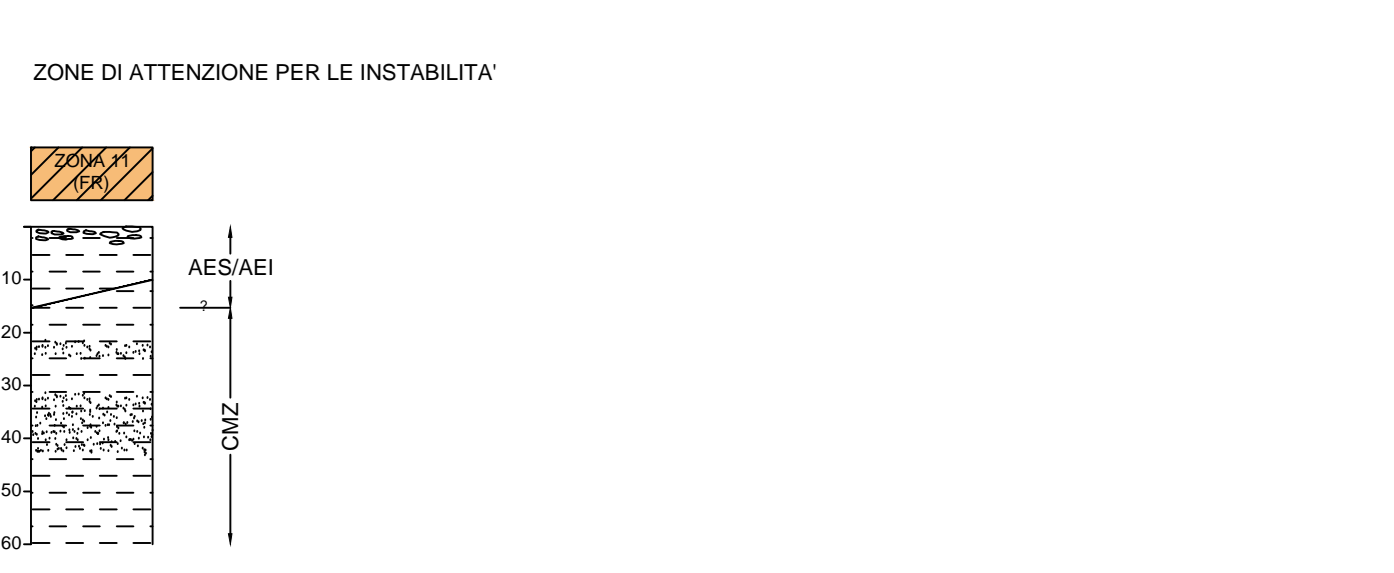 ZONE DI ATTENZIONE PER LE INSTABILITA'
ZONA 11
(FR)
AES/AEI
10
?
20
30
CMZ
40
50
60